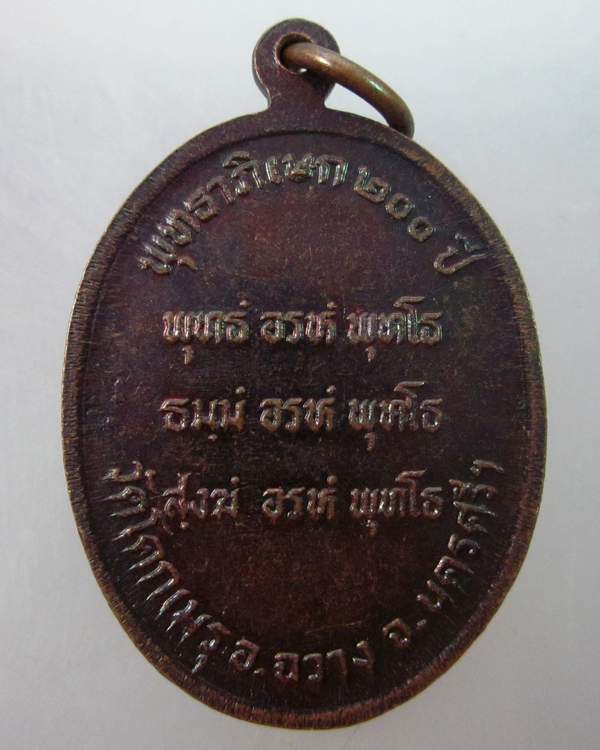 พุทธาภิเษก ๒๐๐ ปี
พุทธํ อรหํ พุทโธ
ธมฺมํ อรหํ พุทโธ
สงฺฆํ อรหํ พุทโธ
วัดโคกเมรุ อ.ฉวาง จ.นครศรีฯ